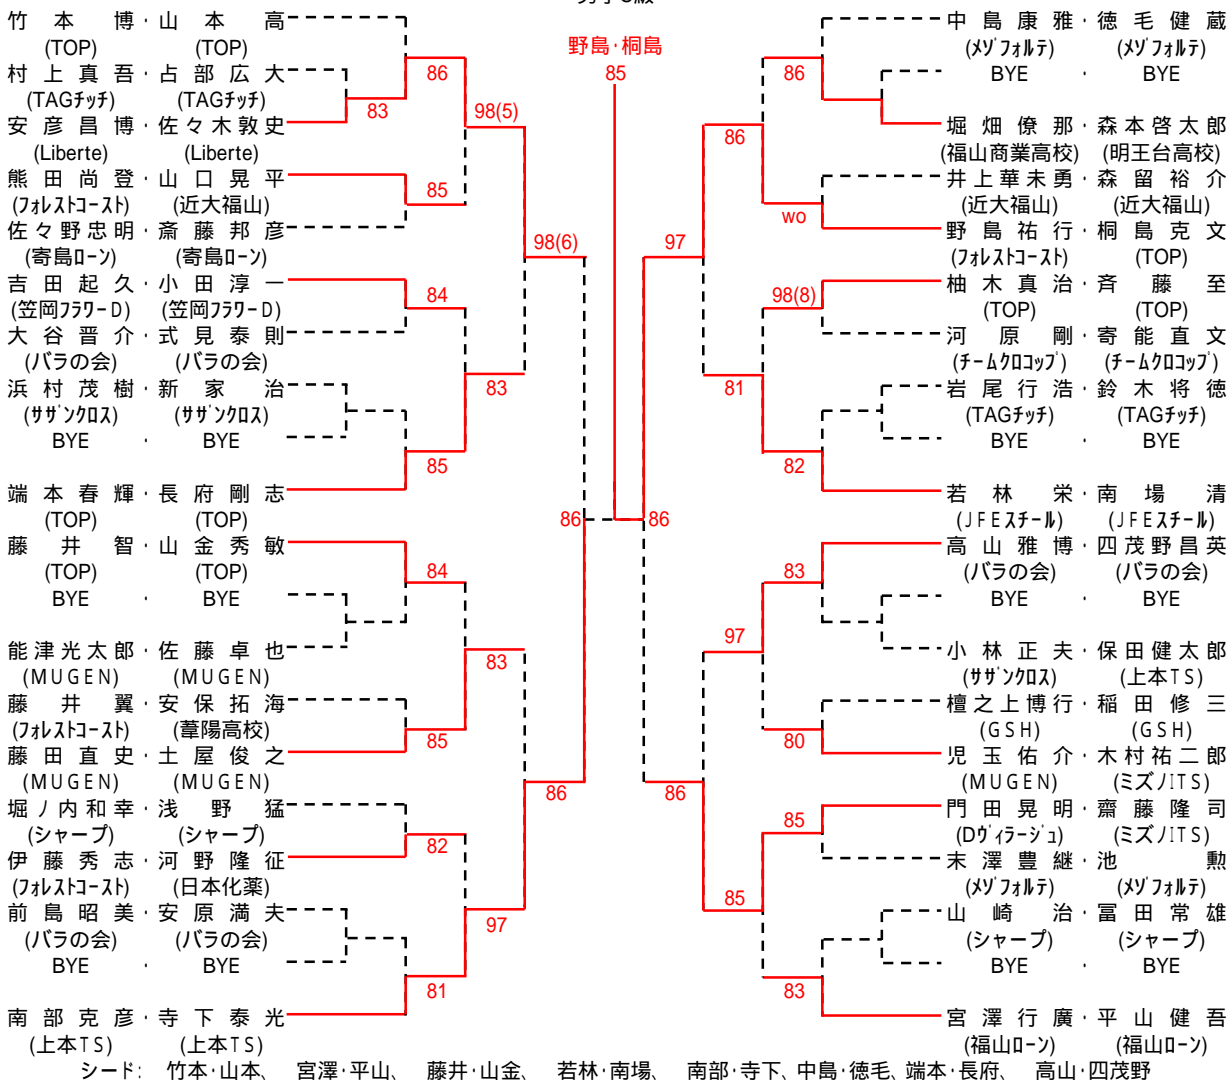 竹本 博・山本 高
(TOP) (TOP)
村上真吾・占部広大
(TAGチッチ) (TAGチッチ)
安彦昌博・佐々木敦史
(Liberte) (Liberte)
熊田尚登・山口晃平
(フォレストコースト) (近大福山)
佐々野忠明・斎藤邦彦
(寄島ローン) (寄島ローン)
吉田起久・小田淳一
(笠岡フラワーD) (笠岡フラワーD)
大谷晋介・式見泰則
(バラの会) (バラの会)
浜村茂樹・新家 治
(サザンクロス) (サザンクロス)
BYE ・ BYE
端本春輝・長府剛志
(TOP) (TOP)
藤井 智・山金秀敏
(TOP) (TOP)
BYE ・ BYE
能津光太郎・佐藤卓也
(MUGEN) (MUGEN)
藤井 翼・安保拓海
(フォレストコースト) (葦陽高校)
藤田直史・土屋俊之
(MUGEN) (MUGEN)
堀ノ内和幸・浅野 猛
(シャープ) (シャープ)
伊藤秀志・河野隆征
(フォレストコースト) (日本化薬)
前島昭美・安原満夫
(バラの会) (バラの会)
BYE ・ BYE
南部克彦・寺下泰光
(上本TS) (上本TS)
86
83
98(5)
85
98(6)
84
83
85
86
84
83
85
86
82
97
81
野島・桐島
85
86
86
wo
97
98(8)
81
82
86
83
97
80
86
85
85
83
中島康雅・徳毛健蔵
(メゾフォルテ) (メゾフォルテ)
BYE ・ BYE
堀畑僚那・森本啓太郎
(福山商業高校) (明王台高校)
井上華未勇・森留裕介
(近大福山) (近大福山)
野島祐行・桐島克文
(フォレストコースト) (TOP)
柚木真治・斉藤 至
(TOP) (TOP)
河原 剛・寄能直文
(チームクロコップ) (チームクロコップ)
岩尾行浩・鈴木将徳
(TAGチッチ) (TAGチッチ)
BYE ・ BYE
若林 栄・南場 清
(JFEスチール) (JFEスチール)
高山雅博・四茂野昌英
(バラの会) (バラの会)
BYE ・ BYE
小林正夫・保田健太郎
(サザンクロス) (上本TS)
檀之上博行・稲田修三
(GSH) (GSH)
児玉佑介・木村祐二郎
(MUGEN) (ミズノITS)
門田晃明・齋藤隆司
(Dヴィラージュ) (ミズノITS)
末澤豊継・池 勲
(メゾフォルテ) (メゾフォルテ)
山崎 治・冨田常雄
(シャープ) (シャープ)
BYE ・ BYE
宮澤行廣・平山健吾
(福山ローン) (福山ローン)
シード: 竹本・山本、 宮澤・平山、 藤井・山金、 若林・南場、 南部・寺下、中島・徳毛、端本・長府、 高山・四茂野